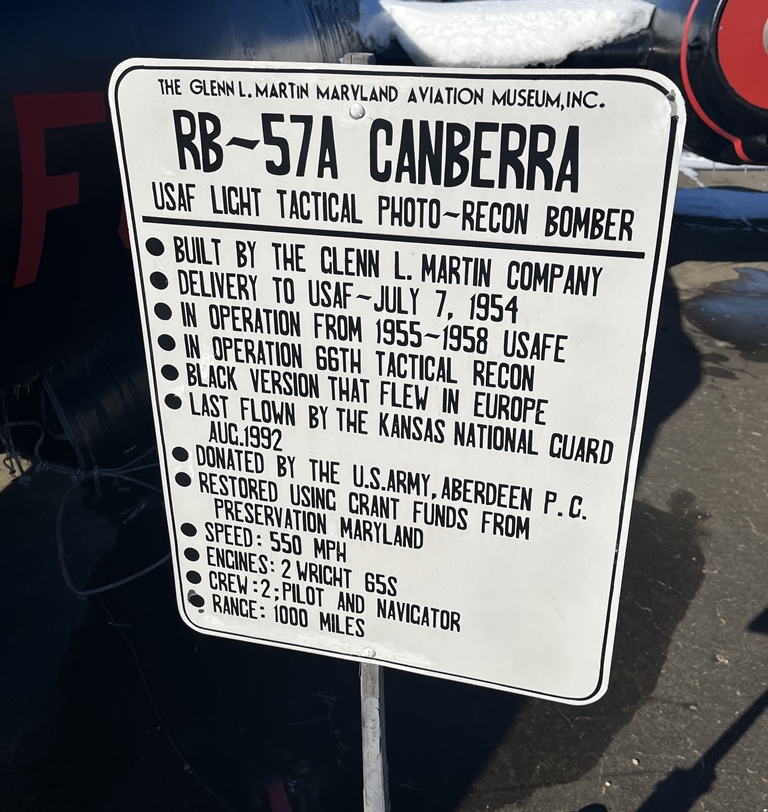 THE GLENN L. MARTIN MARYLAND AVIATION MUSEUM, INC.
RB~57A CANBERRA
USAF LIGHT TACTICAL PHOTO~RECON BOMBER
● BUILT BY THE GLENN L. MARTIN COMPANY
● DELIVERY TO USAF~JULY 7, 1954
● IN OPERATION FROM 1955~1958 USAFE
● IN OPERATION 66TH TACTICAL RECON
● BLACK VERSION THAT FLEW IN EUROPE
● LAST FLOWN BY THE KANSAS NATIONAL GUARD
AUG.1992
● DONATED BY THE U.S.ARMY, ABERDEEN P.G.
● RESTORED USING GRANT FUNDS FROM
PRESERVATION MARYLAND
● SPEED: 550 MPH
● ENGINES: 2 WRIGHT 65S
● CREW:2;PILOT AND NAVIGATOR
● RANGE: 1000 MILES
F